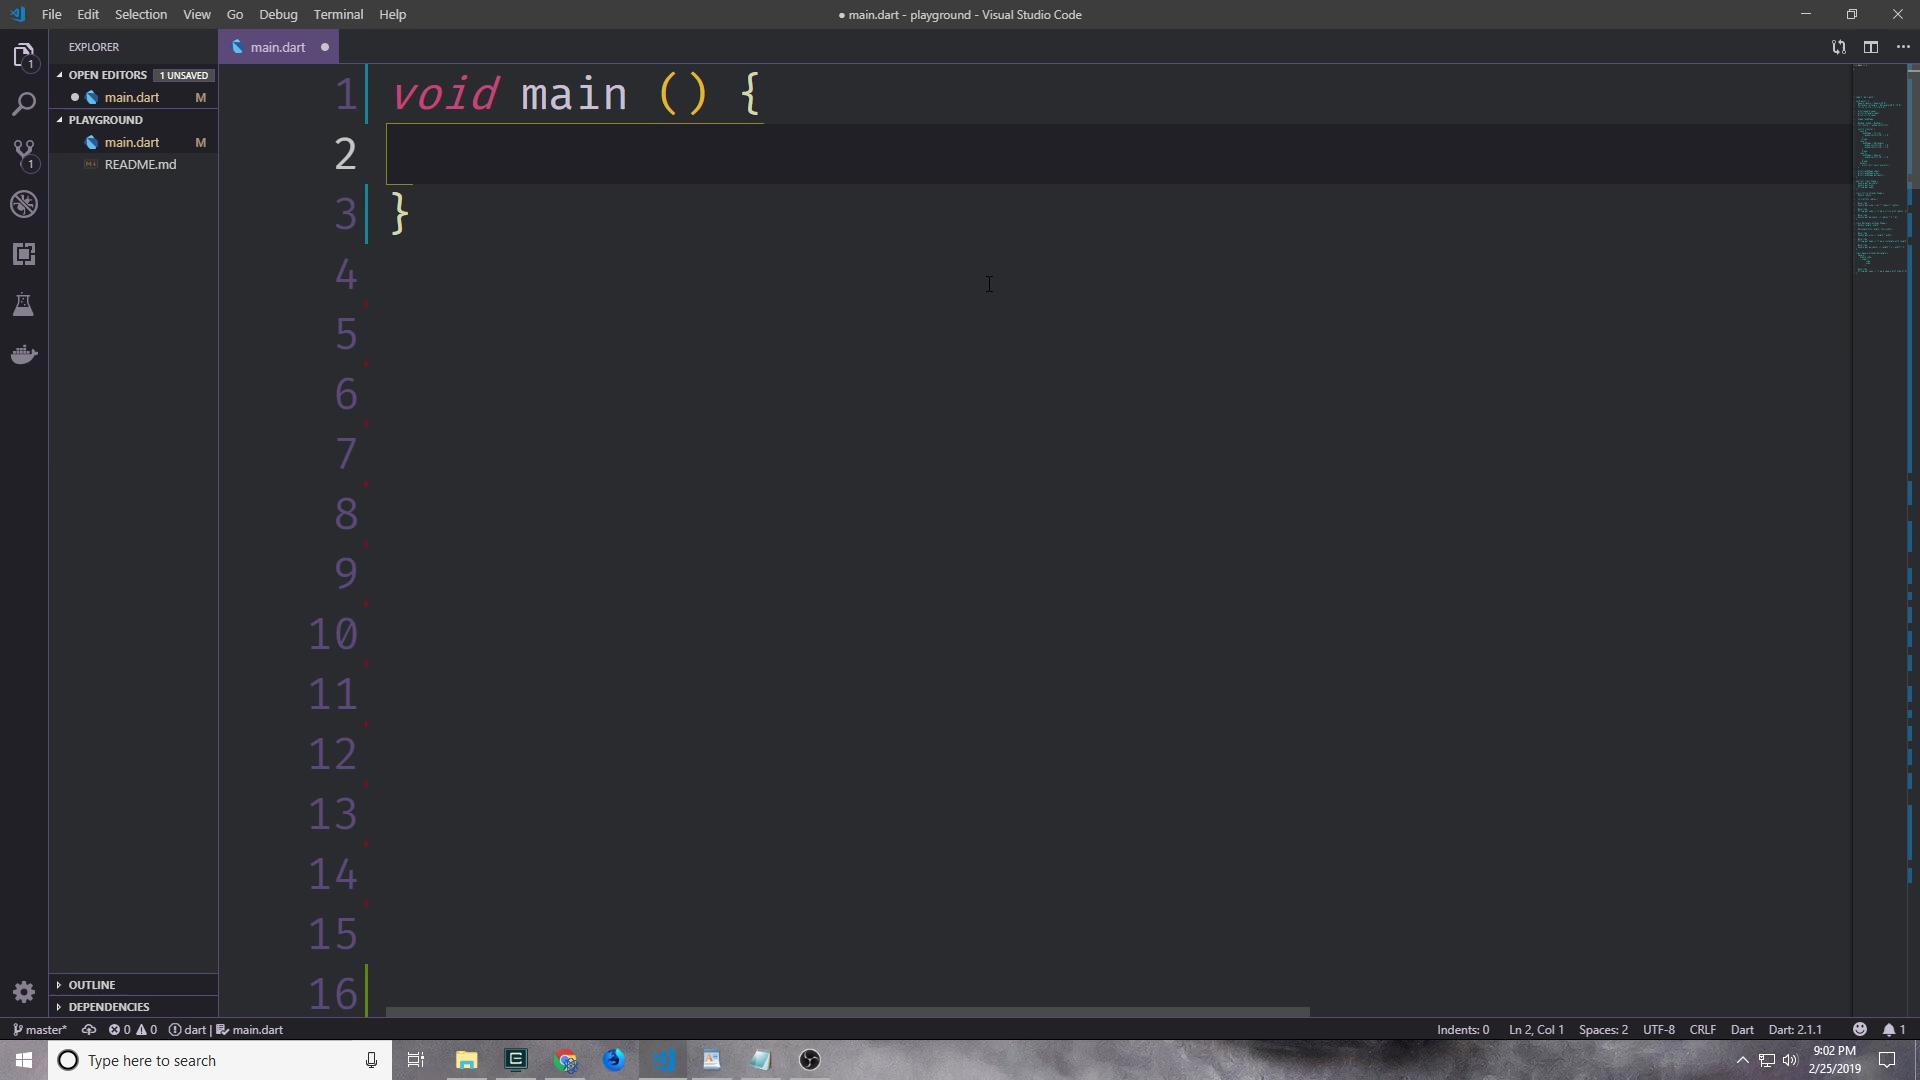 File Edit Selection View Go Debug Terminal Help
● main.dart - playground - Visual Studio Code
EXPLORER
main.dart
OPEN EDITORS 1 UNSAVED
main.dart M
PLAYGROUND
main.dart M
README.md
1 void main () {
2
3 }
4
5
6
7
8
9
10
11
12
13
14
15
16
OUTLINE
DEPENDENCIES
master* 0 0 dart | main.dart
Indents: 0 Ln 2, Col 1 Spaces: 2 UTF-8 CRLF Dart Dart: 2.1.1 1
Type here to search
9:02 PM
2/25/2019